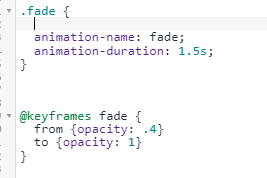 .fade {
animation-name: fade;
animation-duration: 1.5s;
}
@keyframes fade {
from {opacity: .4}
to {opacity: 1}
}